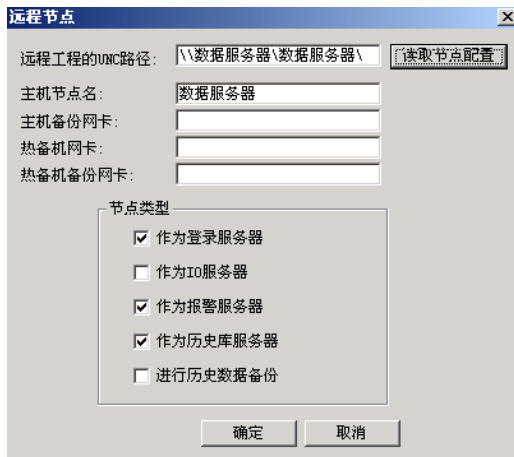 远程节点
远程工程的UNC路径: \\数据服务器\数据服务器\ 读取节点配置
主机节点名: 数据服务器
主机备份网卡:
热备机网卡:
热备机备份网卡:
节点类型
作为登录服务器
作为IO服务器
作为报警服务器
作为历史库服务器
进行历史数据备份
确定 取消